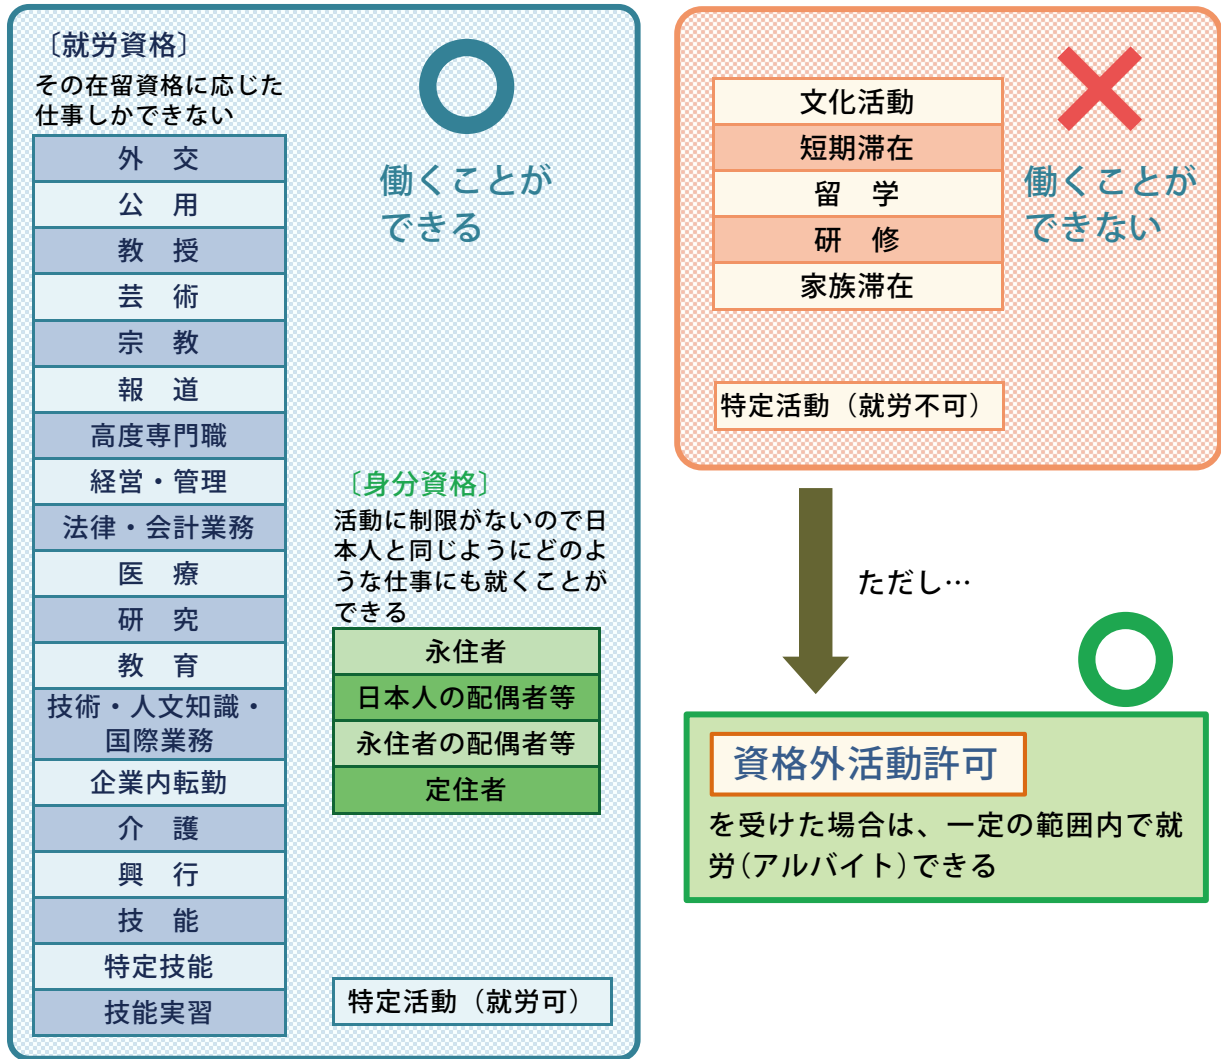 〔就労資格〕
その在留資格に応じた
仕事しかできない
外　交
公　用
教　授
芸　術
宗　教
報　道
高度専門職
経営・管理
法律・会計業務
医　療
研　究
教　育
技術・人文知識・
国際業務
企業内転勤
介　護
興　行
技　能
特定技能
技能実習
働くことが
できる
〔身分資格〕
活動に制限がないので日
本人と同じようにどのよ
うな仕事にも就くことが
できる
永住者
日本人の配偶者等
永住者の配偶者等
定住者
特定活動（就労可）
文化活動
短期滞在
留　学
研　修
家族滞在
特定活動（就労不可）
働くことが
できない
ただし…
資格外活動許可
を受けた場合は、一定の範囲内で就
労（アルバイト）できる